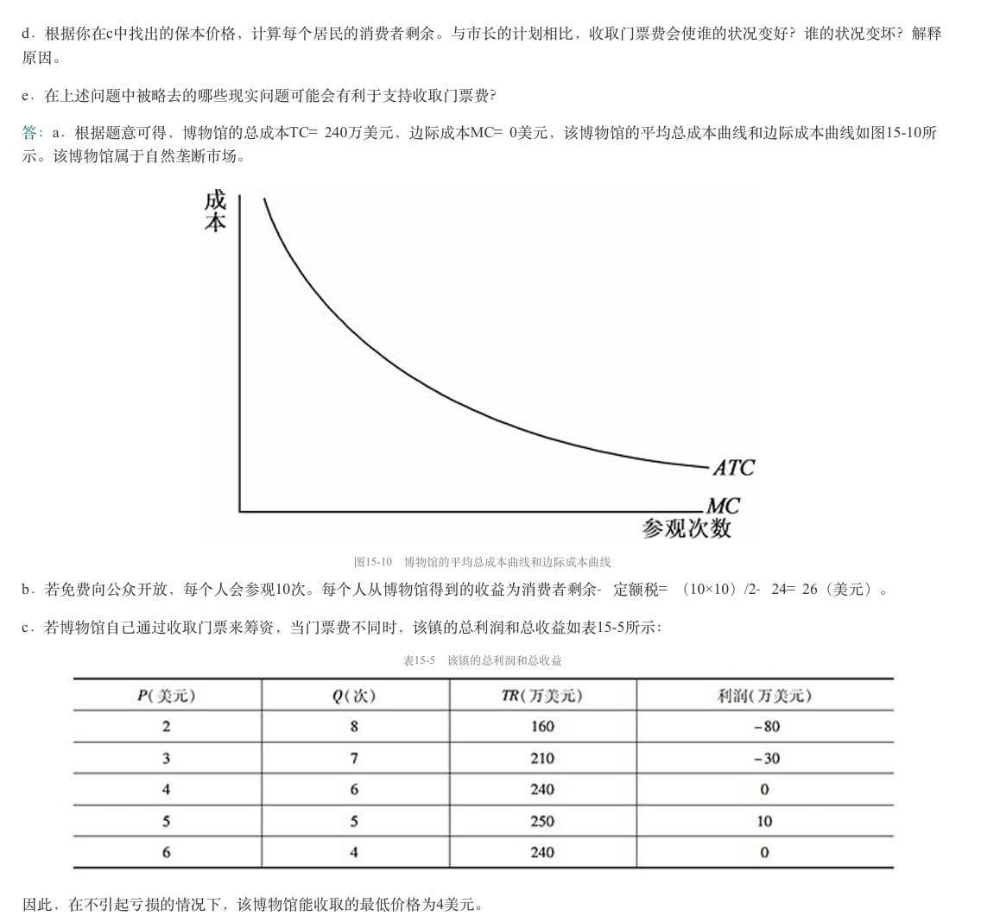 d．根据你在c中找出的保本价格，计算每个居民的消费者剩余。与市长的计划相比，收取门票费会使谁的状况变好？谁的状况变坏？解释
原因。
e．在上述问题中被略去的哪些现实问题可能会有利于支持收取门票费？
答：a．根据题意可得，博物馆的总成本TC= 240万美元，边际成本MC= 0美元，该博物馆的平均总成本曲线和边际成本曲线如图15-10所
示。该博物馆属于自然垄断市场。
成本
ATC
MC
参观次数
图15-10 博物馆的平均总成本曲线和边际成本曲线
b．若免费向公众开放，每个人会参观10次。每个人从博物馆得到的收益为消费者剩余- 定额税= （10×10）/2- 24= 26（美元）。
c．若博物馆自己通过收取门票来筹资，当门票费不同时，该镇的总利润和总收益如表15-5所示：
表15-5 该镇的总利润和总收益
P(美元) Q(次) TR(万美元) 利润(万美元)
2 8 160 -80
3 7 210 -30
4 6 240 0
5 5 250 10
6 4 240 0
因此，在不引起亏损的情况下，该博物馆能收取的最低价格为4美元。